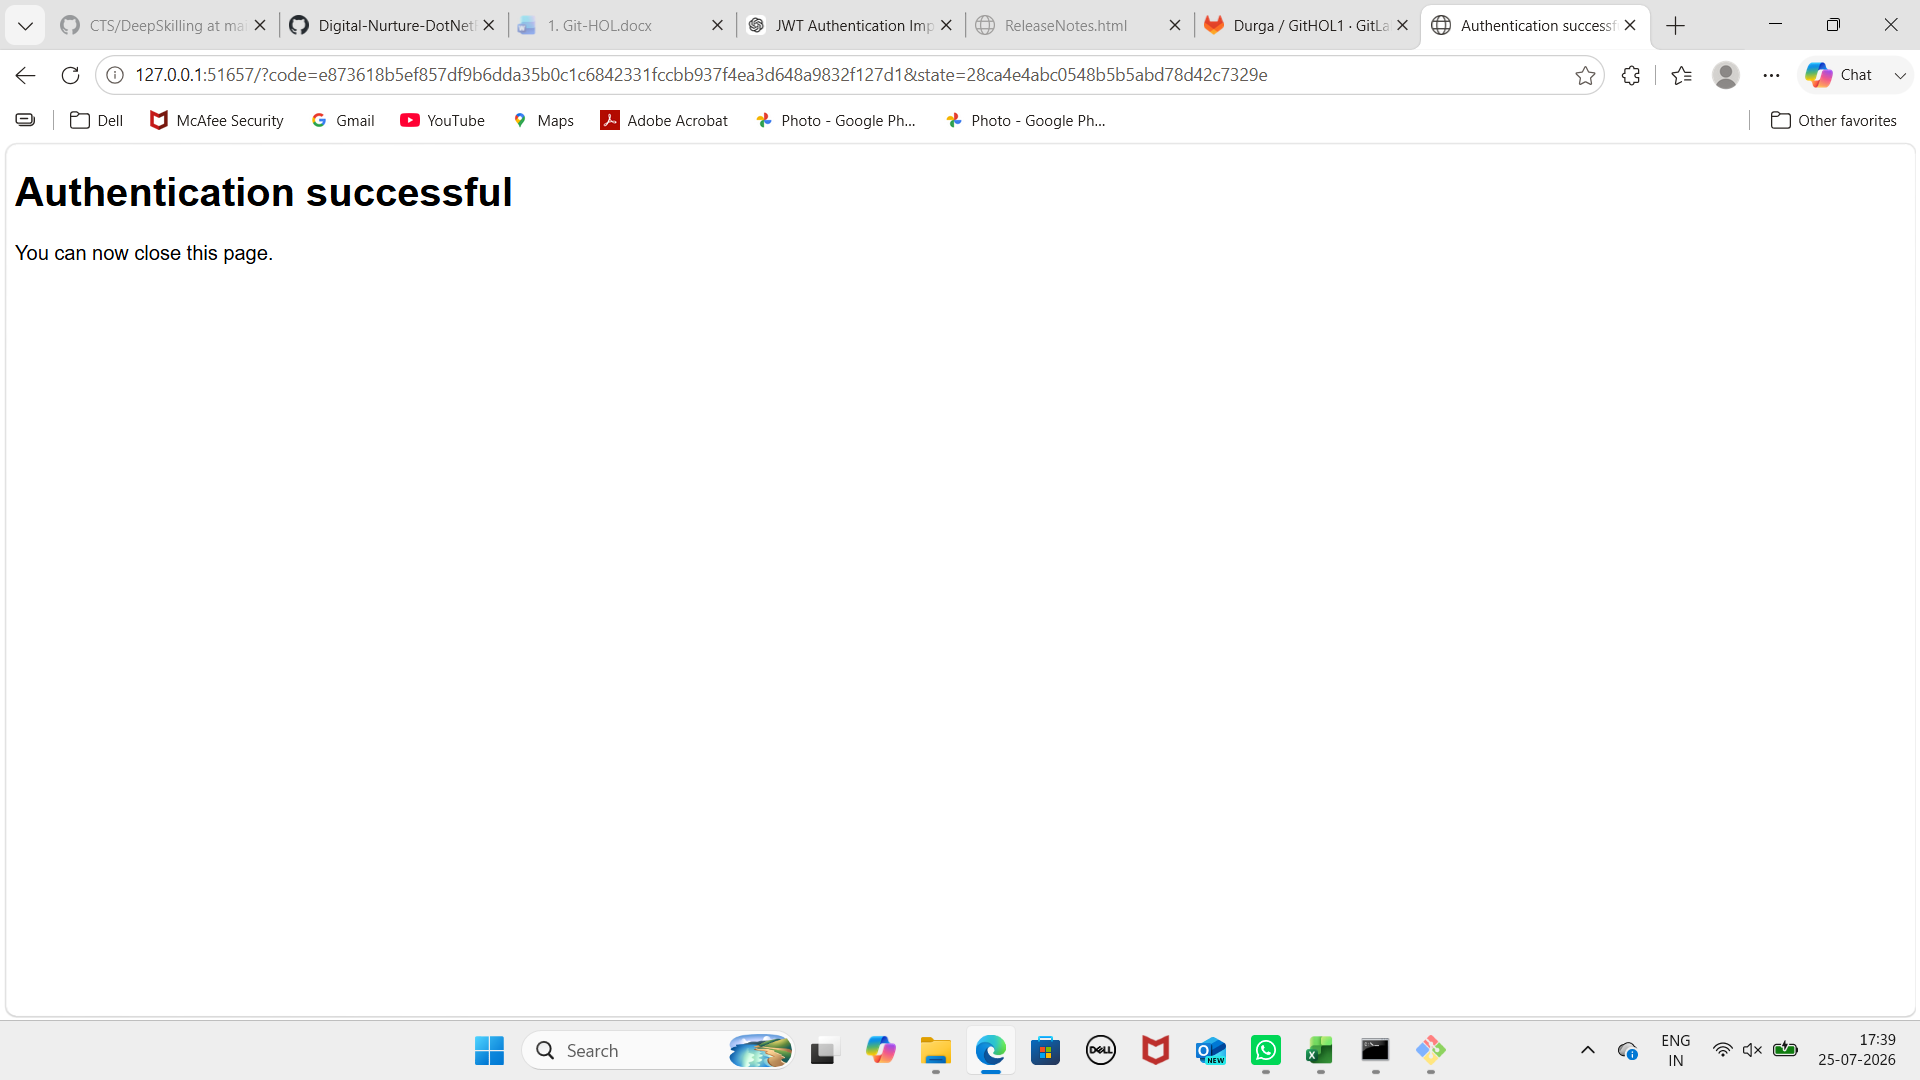 CTS/DeepSkilling at mai
Digital-Nurture-DotNet
1. Git-HOL.docx
JWT Authentication Imp
ReleaseNotes.html
Durga / GitHOL1 · GitLa
Authentication successf
127.0.0.1:51657/?code=e873618b5ef857df9b6dda35b0c1c6842331fccbb937f4ea3d648a9832f127d1&state=28ca4e4abc0548b5b5abd78d42c7329e
Chat
Dell
McAfee Security
Gmail
YouTube
Maps
Adobe Acrobat
Photo - Google Ph...
Photo - Google Ph...
Other favorites
Authentication successful
You can now close this page.
Search
DELL
NEW
ENG
IN
17:39
25-07-2026